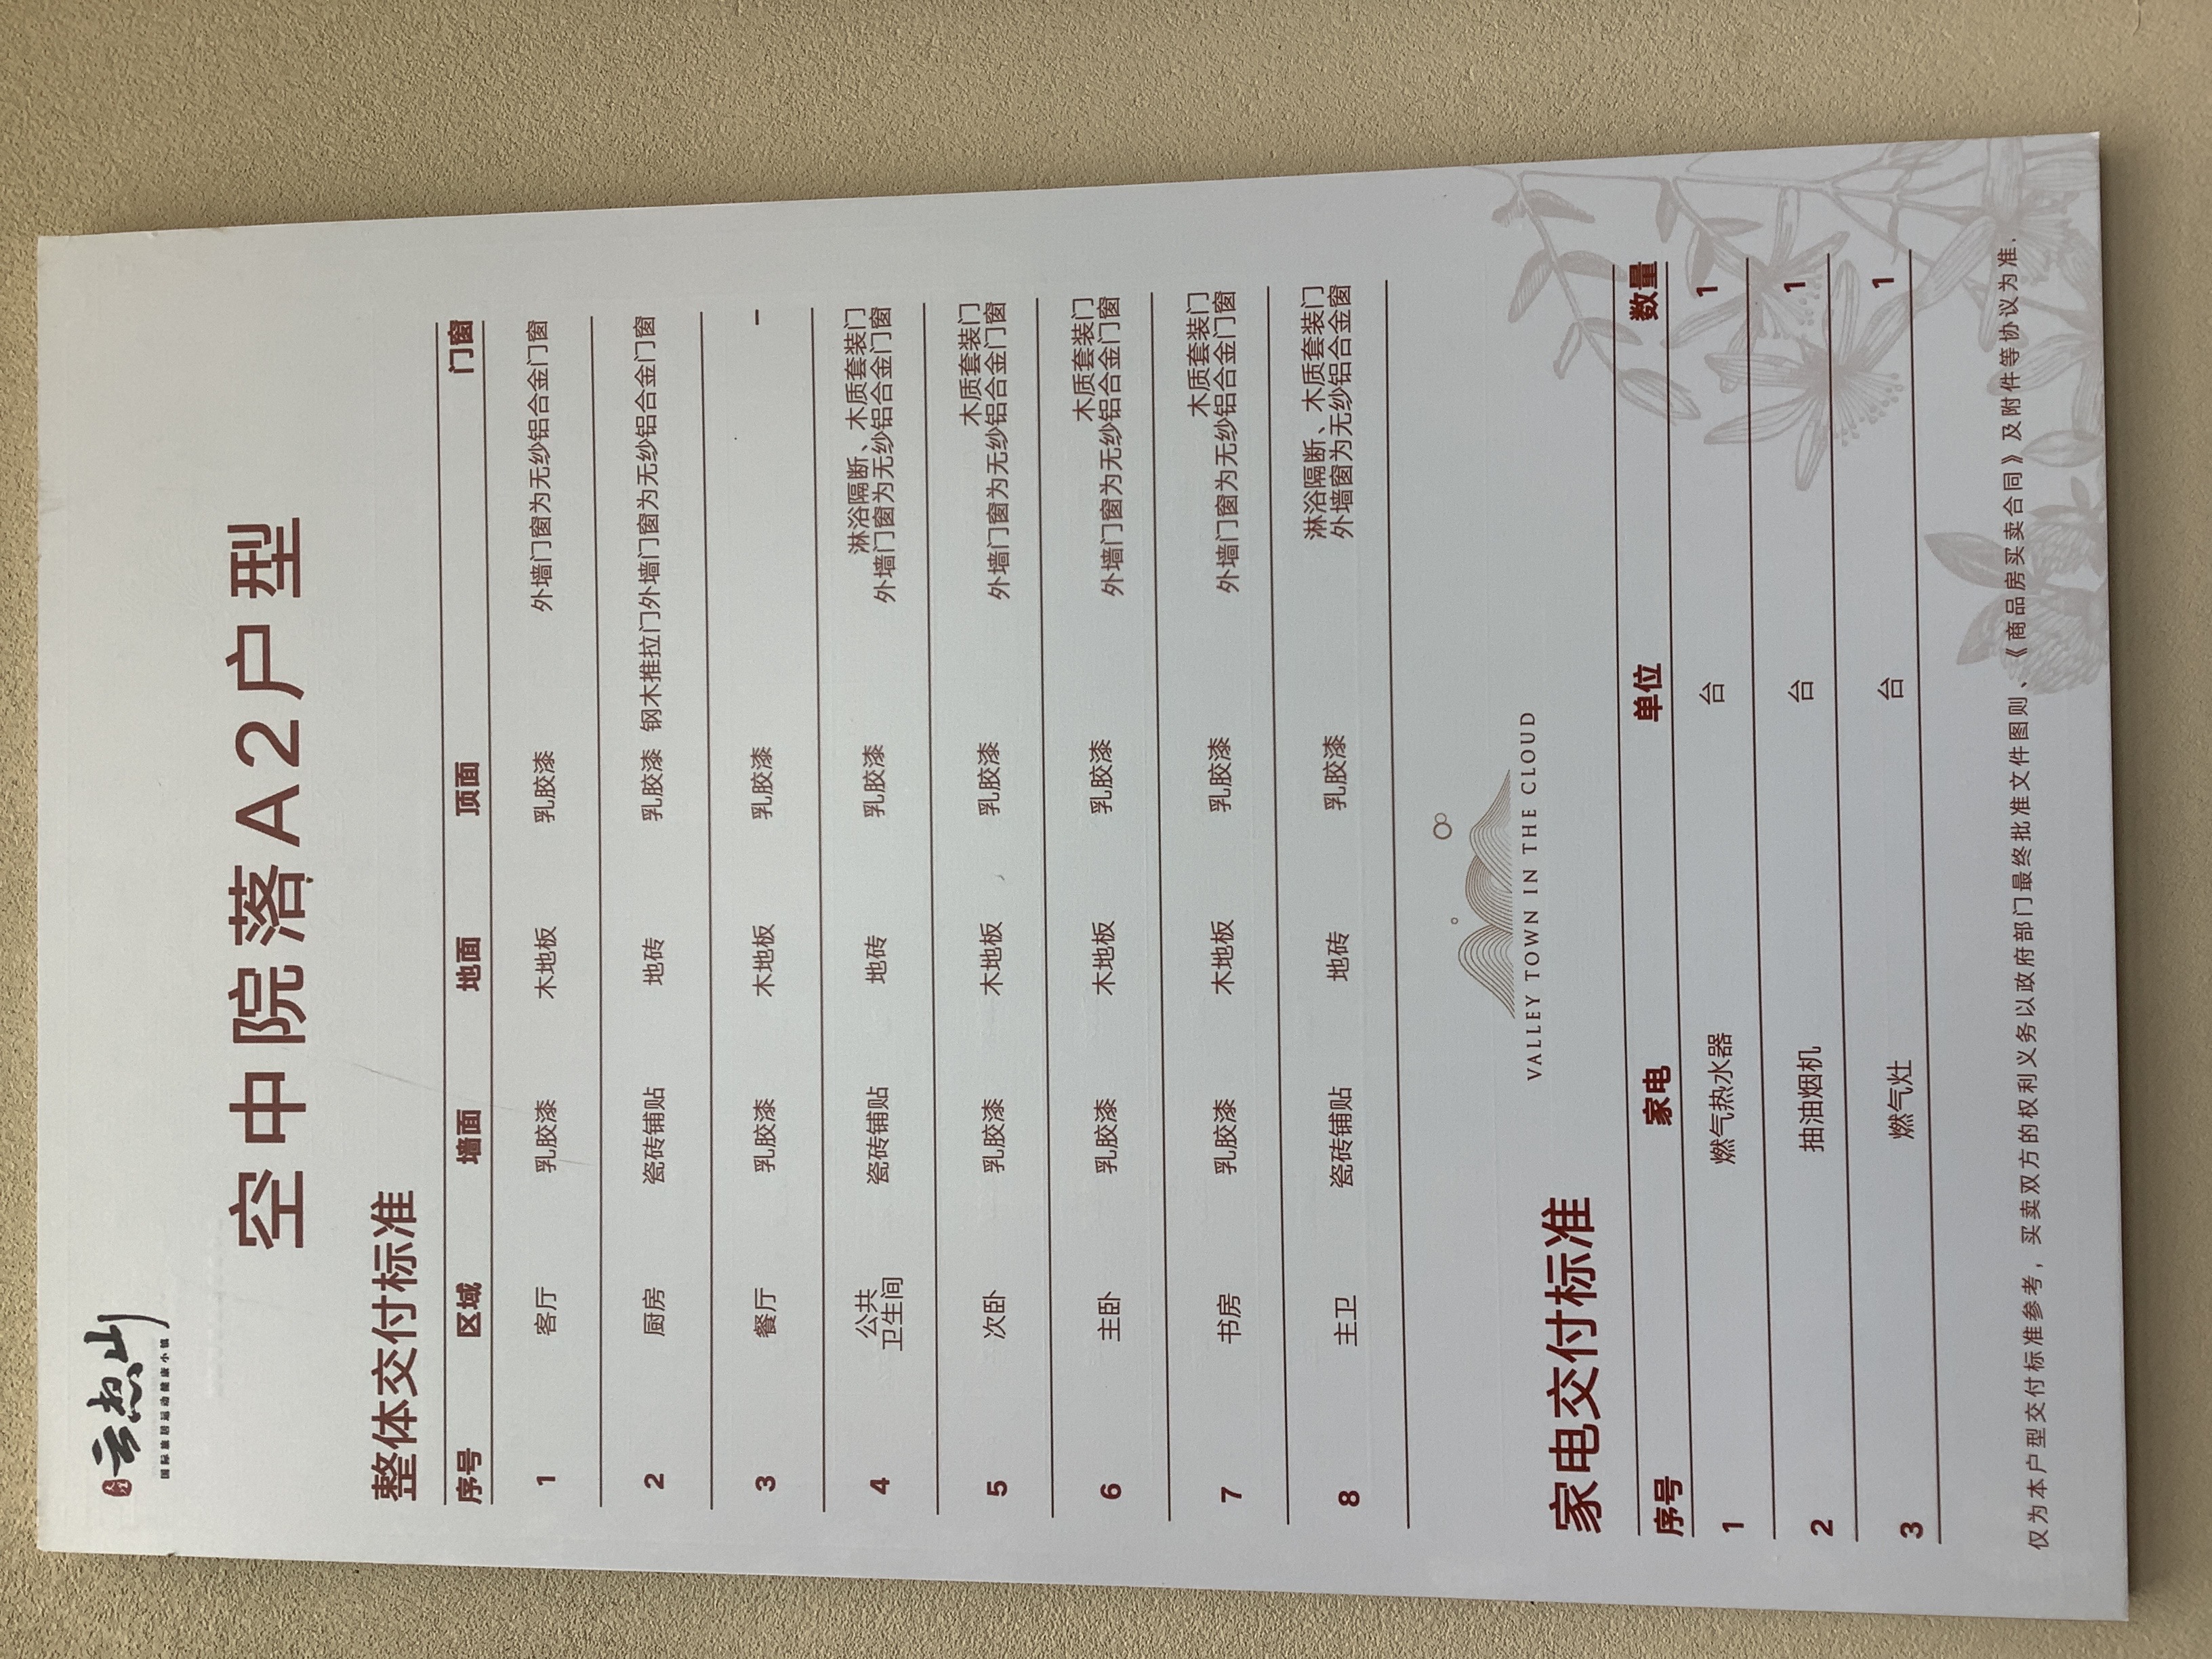 大理
云想山
国际旅居运动健康小镇
空中院落A2户型
整体交付标准
序号 区域 墙面 地面 顶面 门窗
1 客厅 乳胶漆 木地板 乳胶漆 外墙门窗为无纱铝合金门窗
2 厨房 瓷砖铺贴 地砖 乳胶漆 钢木推拉门外墙门窗为无纱铝合金门窗
3 餐厅 乳胶漆 木地板 乳胶漆 –
4 公共
卫生间 瓷砖铺贴 地砖 乳胶漆 淋浴隔断、木质套装门
外墙门窗为无纱铝合金门窗
5 次卧 乳胶漆 木地板 乳胶漆 木质套装门
外墙门窗为无纱铝合金门窗
6 主卧 乳胶漆 木地板 乳胶漆 木质套装门
外墙门窗为无纱铝合金门窗
7 书房 乳胶漆 木地板 乳胶漆 木质套装门
外墙门窗为无纱铝合金门窗
8 主卫 瓷砖铺贴 地砖 乳胶漆 淋浴隔断、木质套装门
外墙窗为无纱铝合金窗
VALLEY TOWN IN THE CLOUD
家电交付标准
序号 家电 单位 数量
1 燃气热水器 台 1
2 抽油烟机 台 1
3 燃气灶 台 1
仅为本户型交付标准参考，买卖双方的权利义务以政府部门最终批准文件图则、《商品房买卖合同》及附件等协议为准.